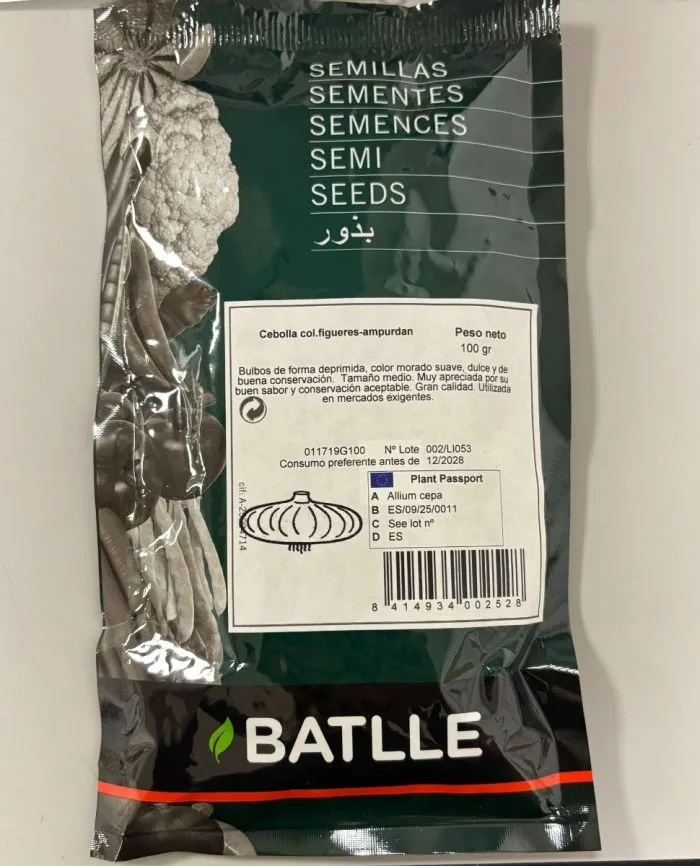 SEMILLAS
SEMENTES
SEMENCES
SEMI
SEEDS
بذور
Cebolla col.figueres-ampurdan
Peso neto
100 gr
Bulbos de forma deprimida, color morado suave, dulce y de
buena conservación. Tamaño medio. Muy apreciada por su
buen sabor y conservación aceptable. Gran calidad. Utilizada
en mercados exigentes.
011719G100 Nº Lote 002/LI053
Consumo preferente antes de 12/2028
Plant Passport
A Allium cepa
B ES/09/25/0011
C See lot nº
D ES
cif: A-
8 414934 002528
BATLLE